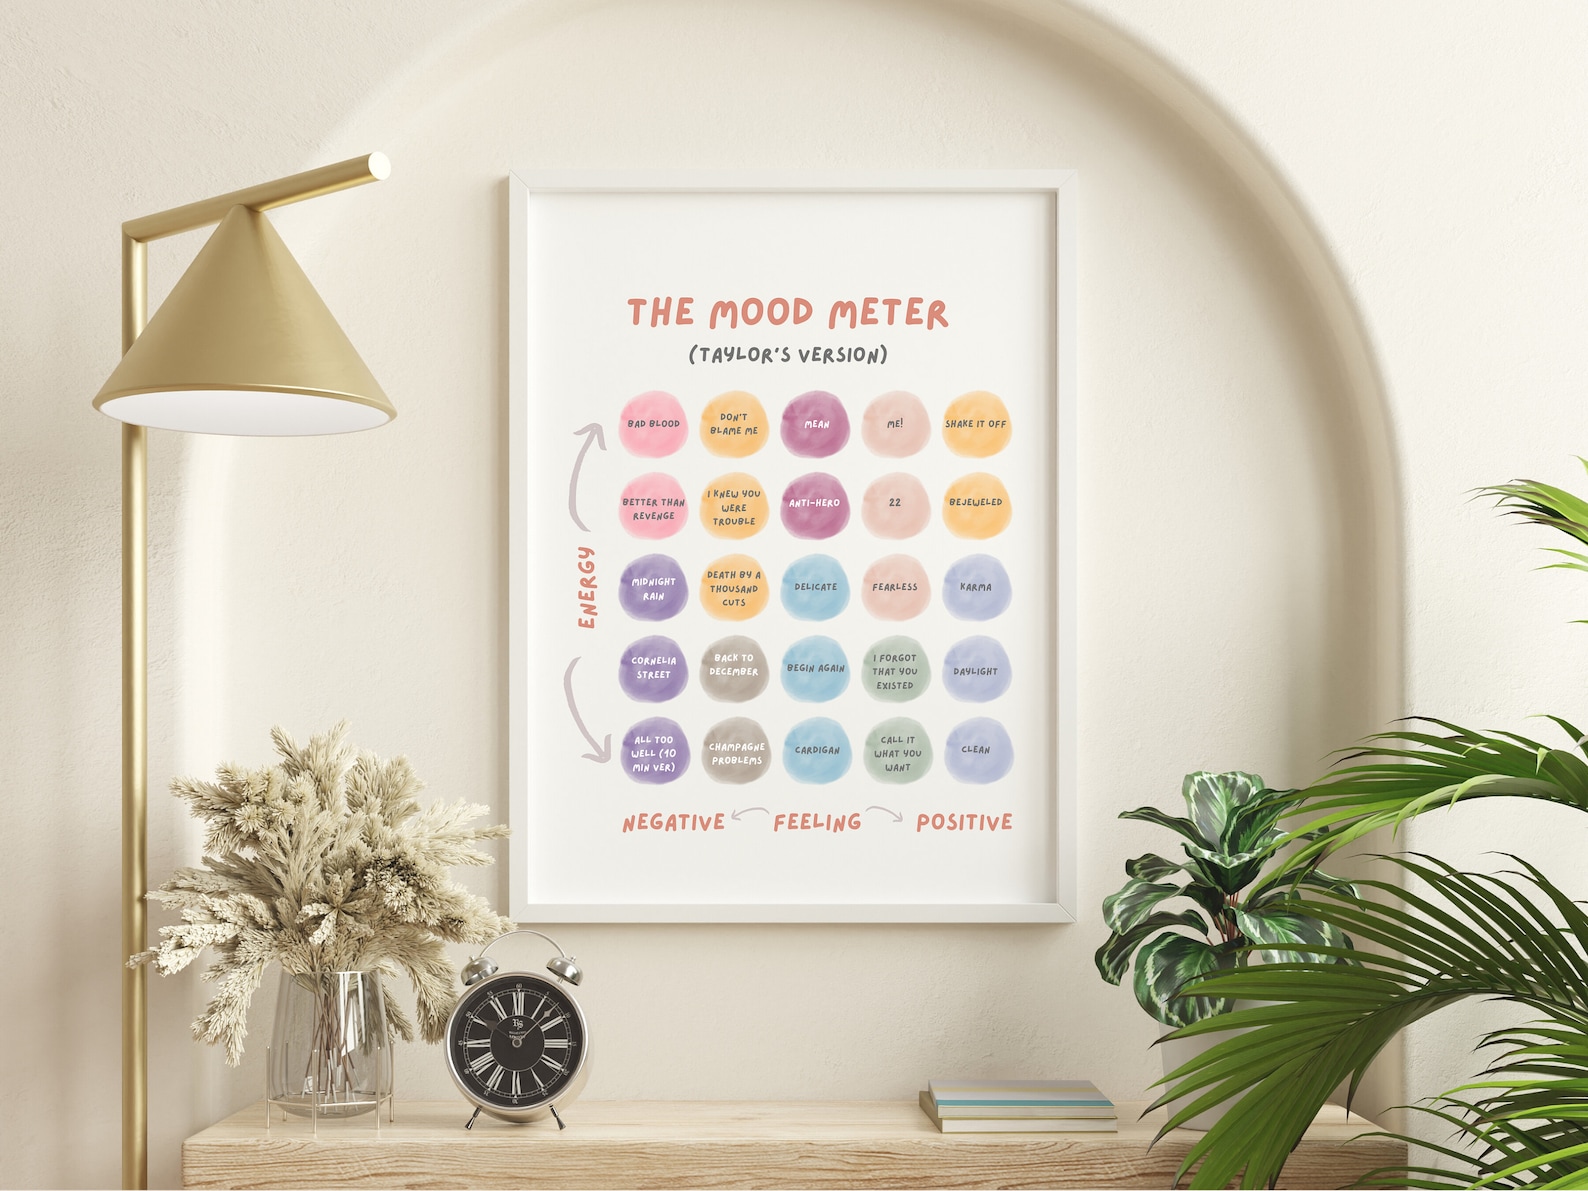 THE MOOD METER
(TAYLOR'S VERSION)
BAD BLOOD
DON'T
BLAME ME
MEAN
ME!
SHAKE IT OFF
BETTER THAN
REVENGE
I KNEW YOU
WERE
TROUBLE
ANTI-HERO
22
BEJEWELED
MIDNIGHT
RAIN
DEATH BY A
THOUSAND
CUTS
DELICATE
FEARLESS
KARMA
CORNELIA
STREET
BACK TO
DECEMBER
BEGIN AGAIN
I FORGOT
THAT YOU
EXISTED
DAYLIGHT
ALL TOO
WELL (10
MIN VER)
CHAMPAGNE
PROBLEMS
CARDIGAN
CALL IT
WHAT YOU
WANT
CLEAN
ENERGY
NEGATIVE FEELING POSITIVE